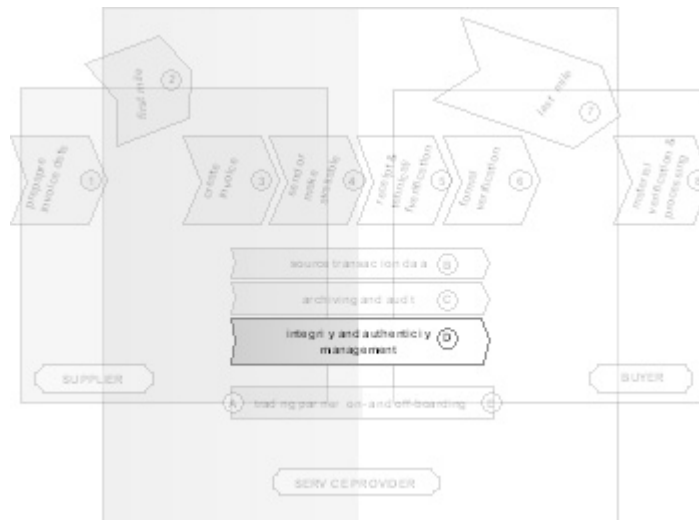 first mile
2
last mile
7
prepare
invoice data
1
create
invoice
3
send or
make
available
4
receipt &
technical
verification
5
formal
verification
6
material
verification &
processing
source transaction data
B
archiving and audit
C
integrity and authenticity
management
D
SUPPLIER
BUYER
A
trading partner on- and off-boarding
E
SERVICE PROVIDER